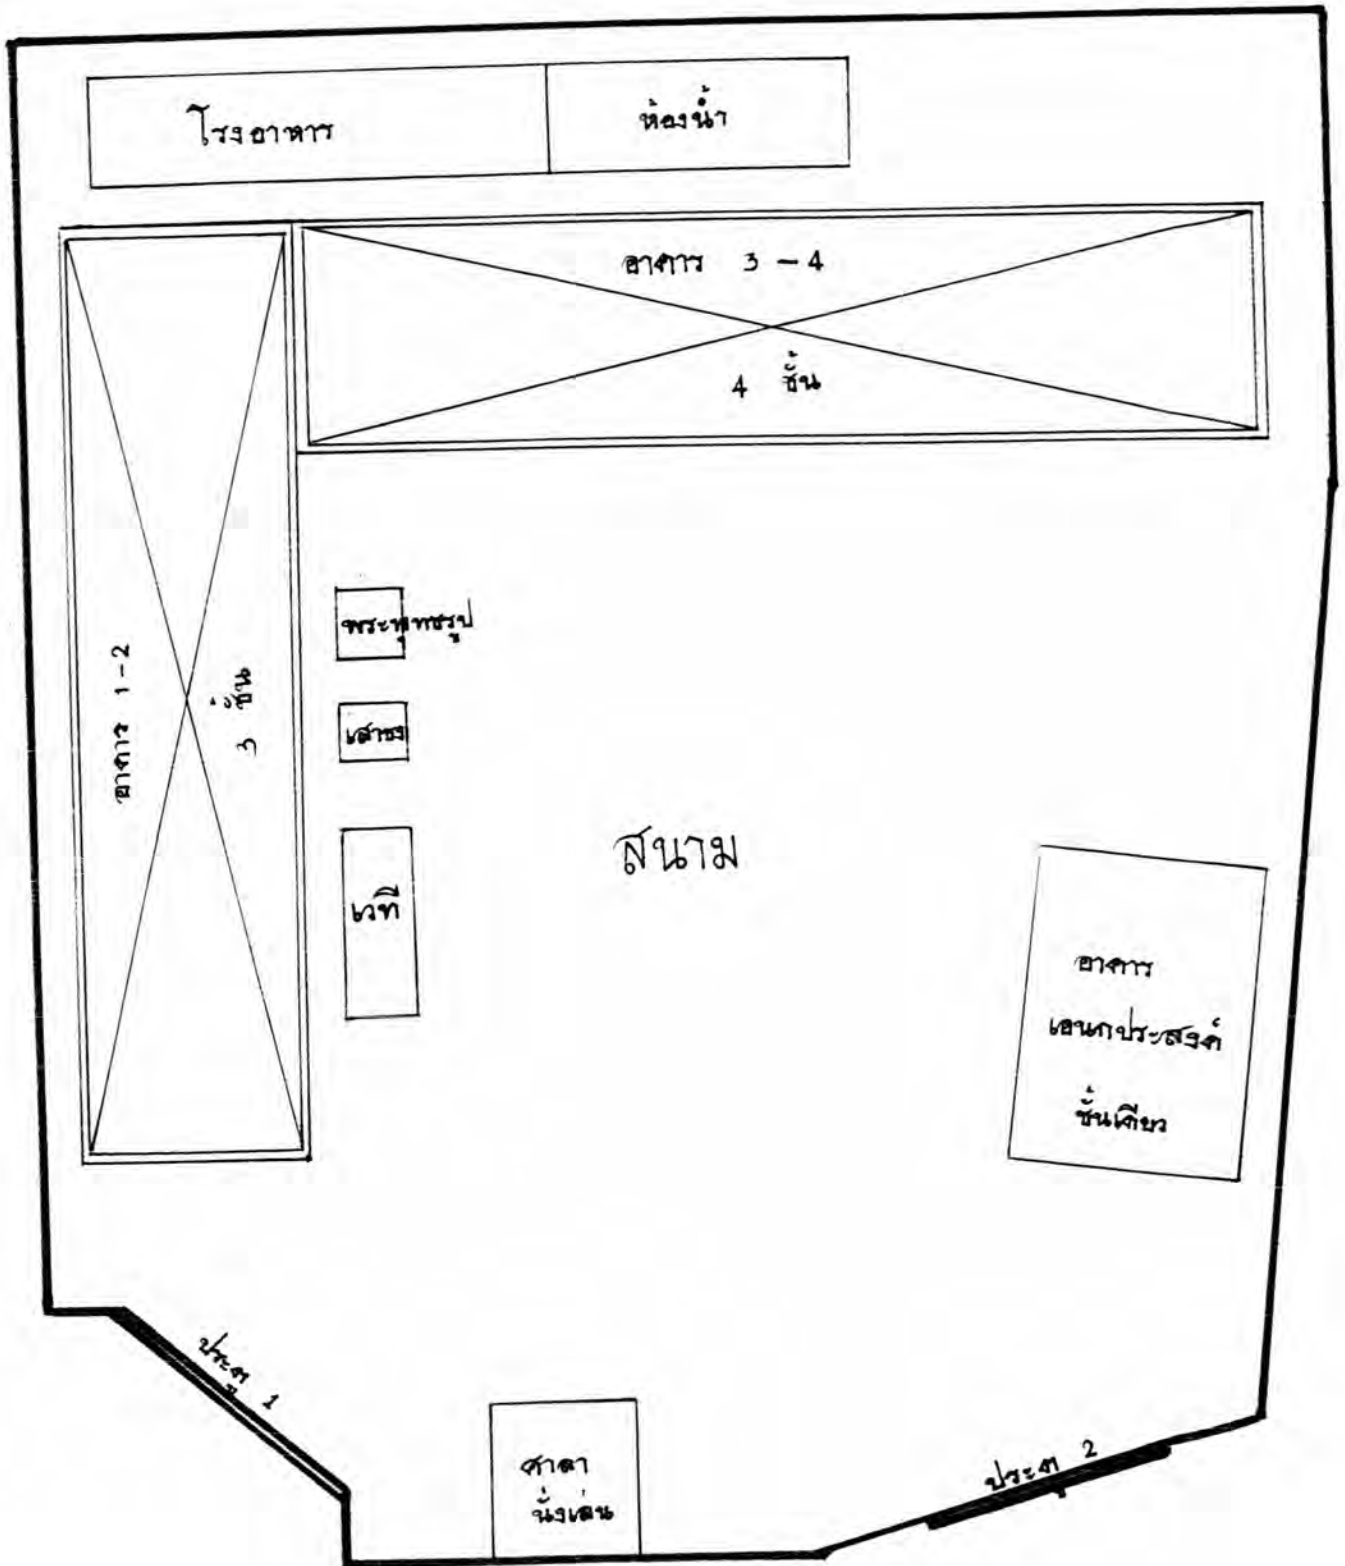 โรงอาหาร
ห้องน้ำ
อาคาร 3 - 4
4 ชั้น
อาคาร 1 - 2
3 ชั้น
พระพุทธรูป
เสาธง
เวที
สนาม
อาคาร
เอนกประสงค์
ชั้นเดียว
ประตู 1
ศาลา
นั่งเล่น
ประตู 2